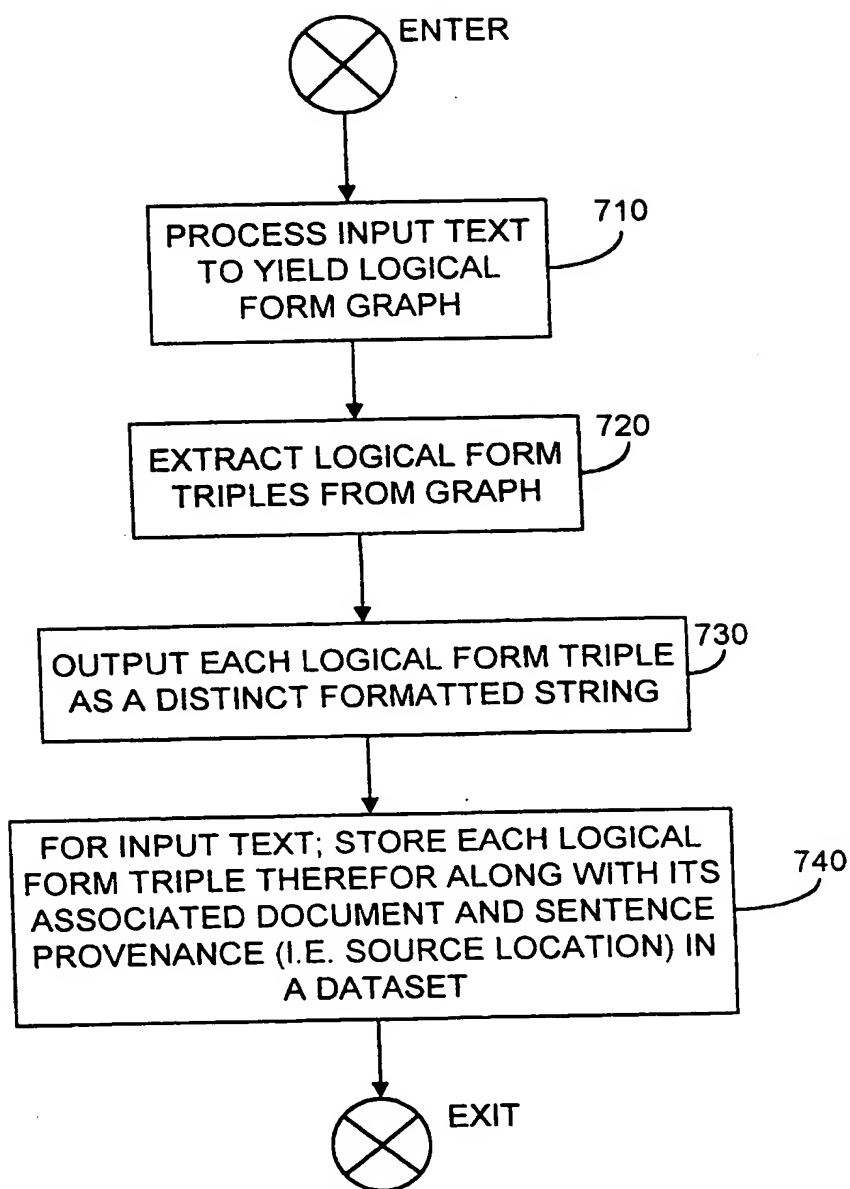 ENTER
PROCESS INPUT TEXT
TO YIELD LOGICAL
FORM GRAPH
710
EXTRACT LOGICAL FORM
TRIPLES FROM GRAPH
720
OUTPUT EACH LOGICAL FORM TRIPLE
AS A DISTINCT FORMATTED STRING
730
FOR INPUT TEXT; STORE EACH LOGICAL
FORM TRIPLE THEREFOR ALONG WITH ITS
ASSOCIATED DOCUMENT AND SENTENCE
PROVENANCE (I.E. SOURCE LOCATION) IN
A DATASET
740
EXIT